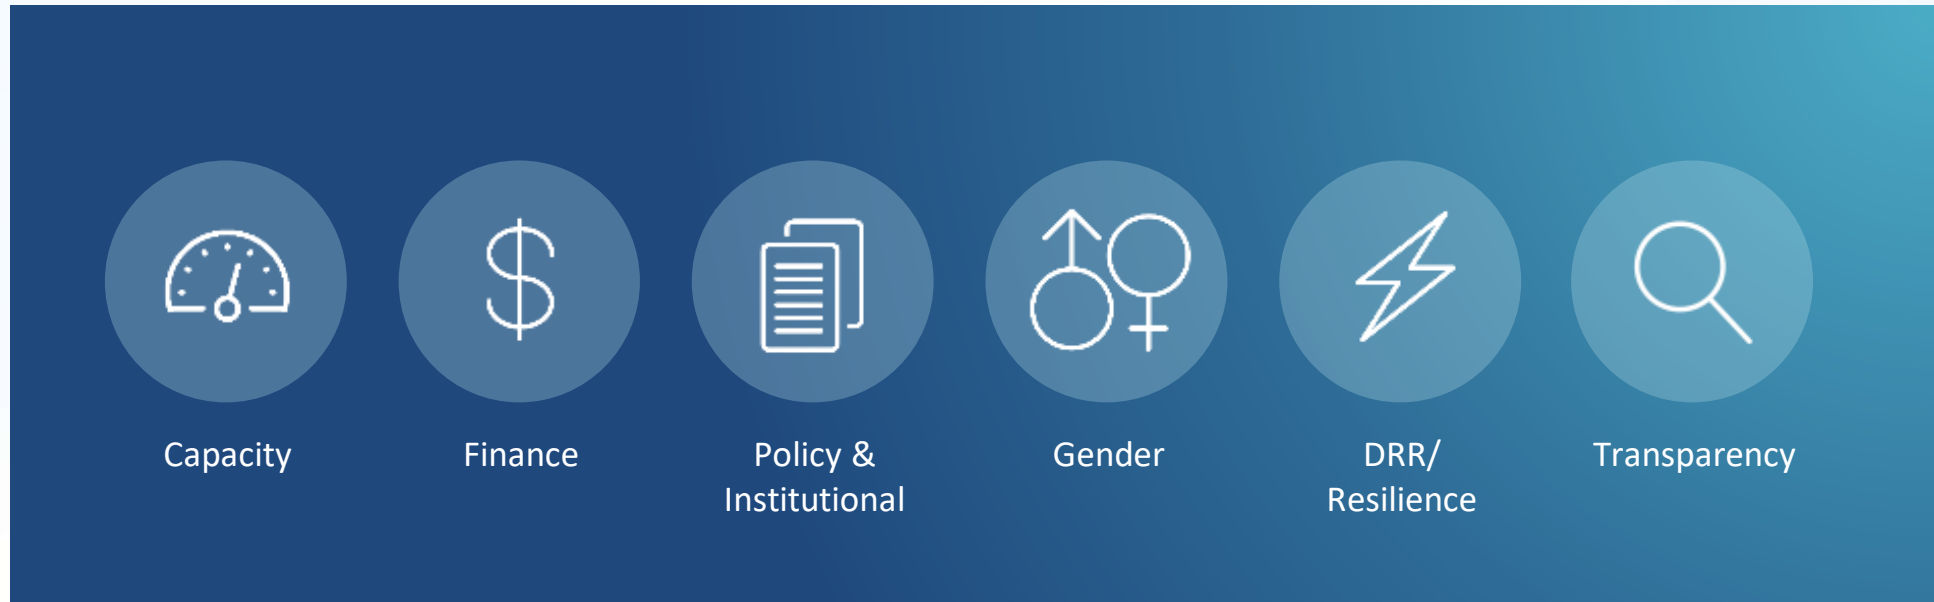 Capacity
Finance
Policy &
Institutional
Gender
DRR/
Resilience
Transparency